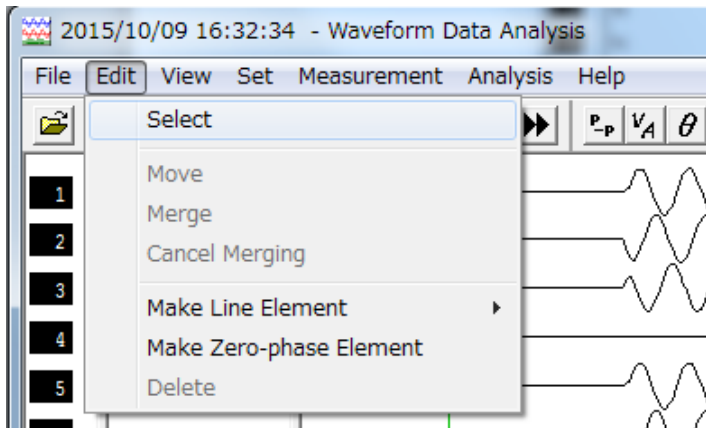 2015/10/09 16:32:34 - Waveform Data Analysis
File Edit View Set Measurement Analysis Help
P-P V/A θ
Select
Move
Merge
Cancel Merging
Make Line Element
Make Zero-phase Element
Delete
1
2
3
4
5